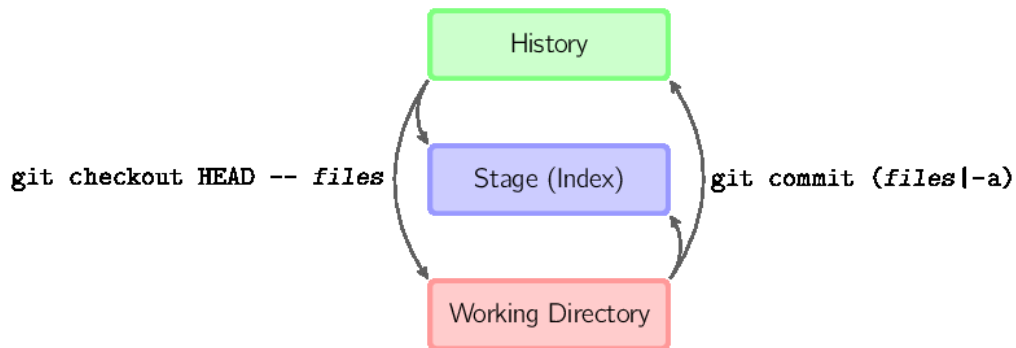 History
git checkout HEAD -- files
Stage (Index)
git commit (files|-a)
Working Directory